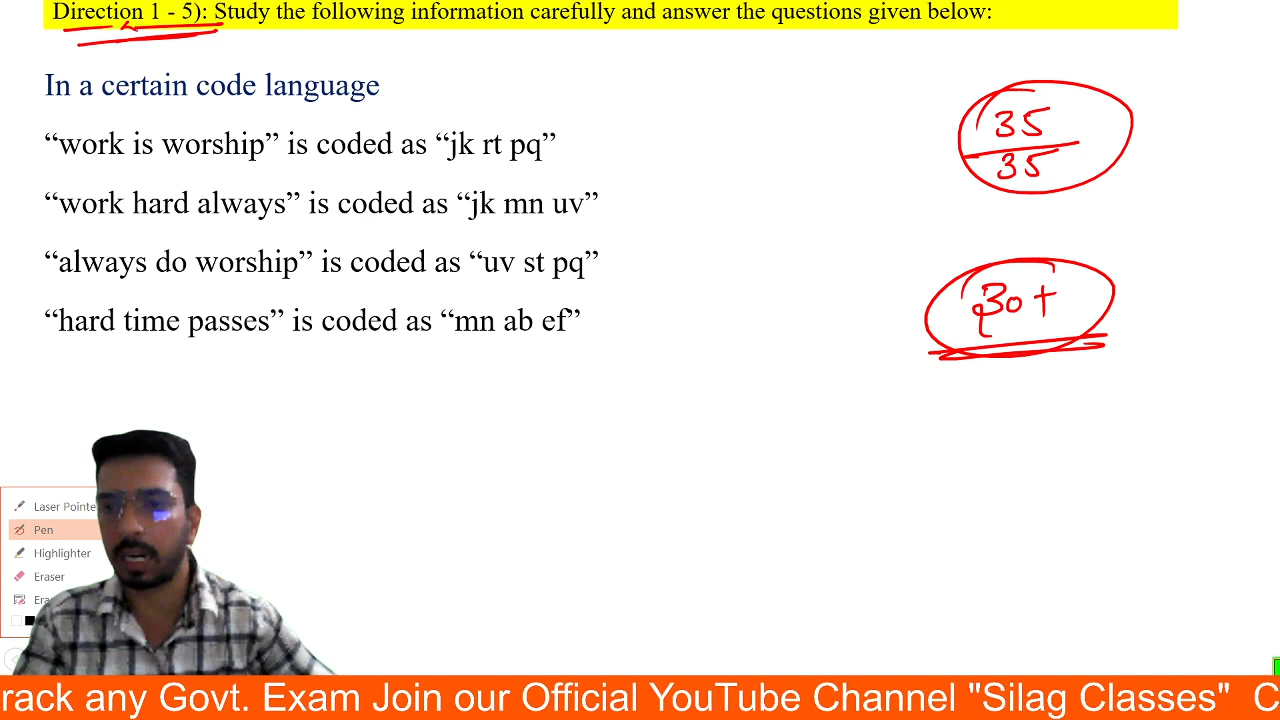 Direction 1 - 5): Study the following information carefully and answer the questions given below:
In a certain code language
“work is worship” is coded as “jk rt pq”
“work hard always” is coded as “jk mn uv”
“always do worship” is coded as “uv st pq”
“hard time passes” is coded as “mn ab ef”
35
35
30+
Laser Pointe
Pen
Highlighter
Eraser
Era
rack any Govt. Exam Join our Official YouTube Channel "Silag Classes" C